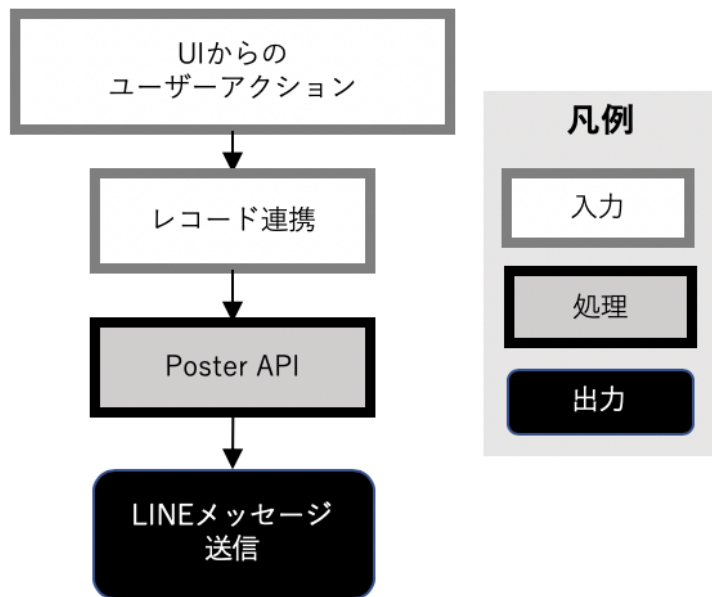 UIからの
ユーザーアクション
レコード連携
Poster API
LINEメッセージ
送信
凡例
入力
処理
出力